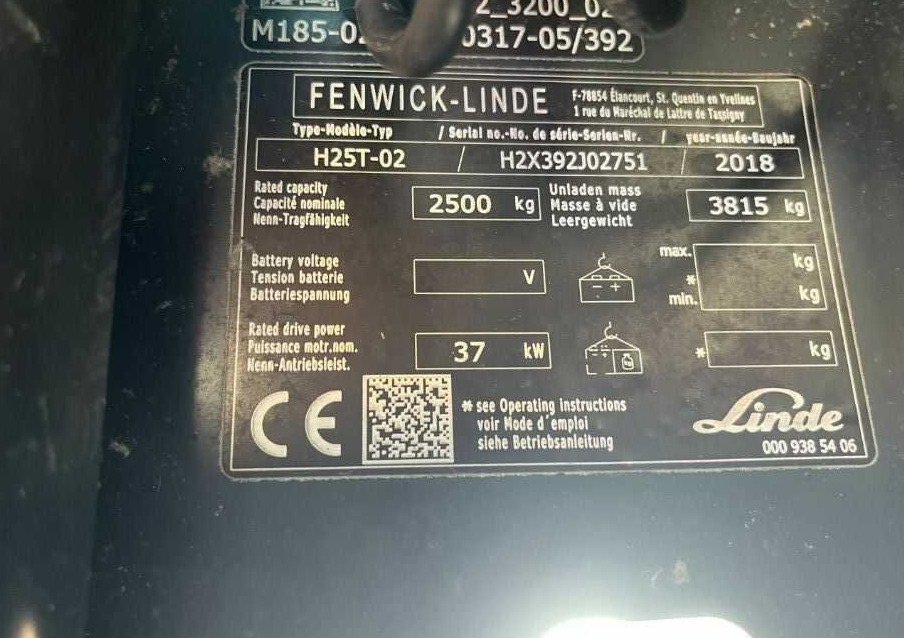 2_3200_02
M185-0 0317-05/392
FENWICK-LINDE
F-78854 Élancourt, St. Quentin en Yvelines
1 rue du Maréchal de Lattre de Tassigny
Type-Modèle-Typ / Serial no.-No. de série-Serien-Nr. / year-année-Baujahr
H25T-02 / H2X392J02751 / 2018
Rated capacity
Capacité nominale
Nenn-Tragfähigkeit
2500 kg
Unladen mass
Masse à vide
Leergewicht
3815 kg
Battery voltage
Tension batterie
Batteriespannung
V
- +
max. kg
*
min. kg
Rated drive power
Puissance motr.nom.
Nenn-Antriebsleist.
37 kW
- +
kg
* kg
CE
* see Operating instructions
voir Mode d'emploi
siehe Betriebsanleitung
Linde
000 938 54 06